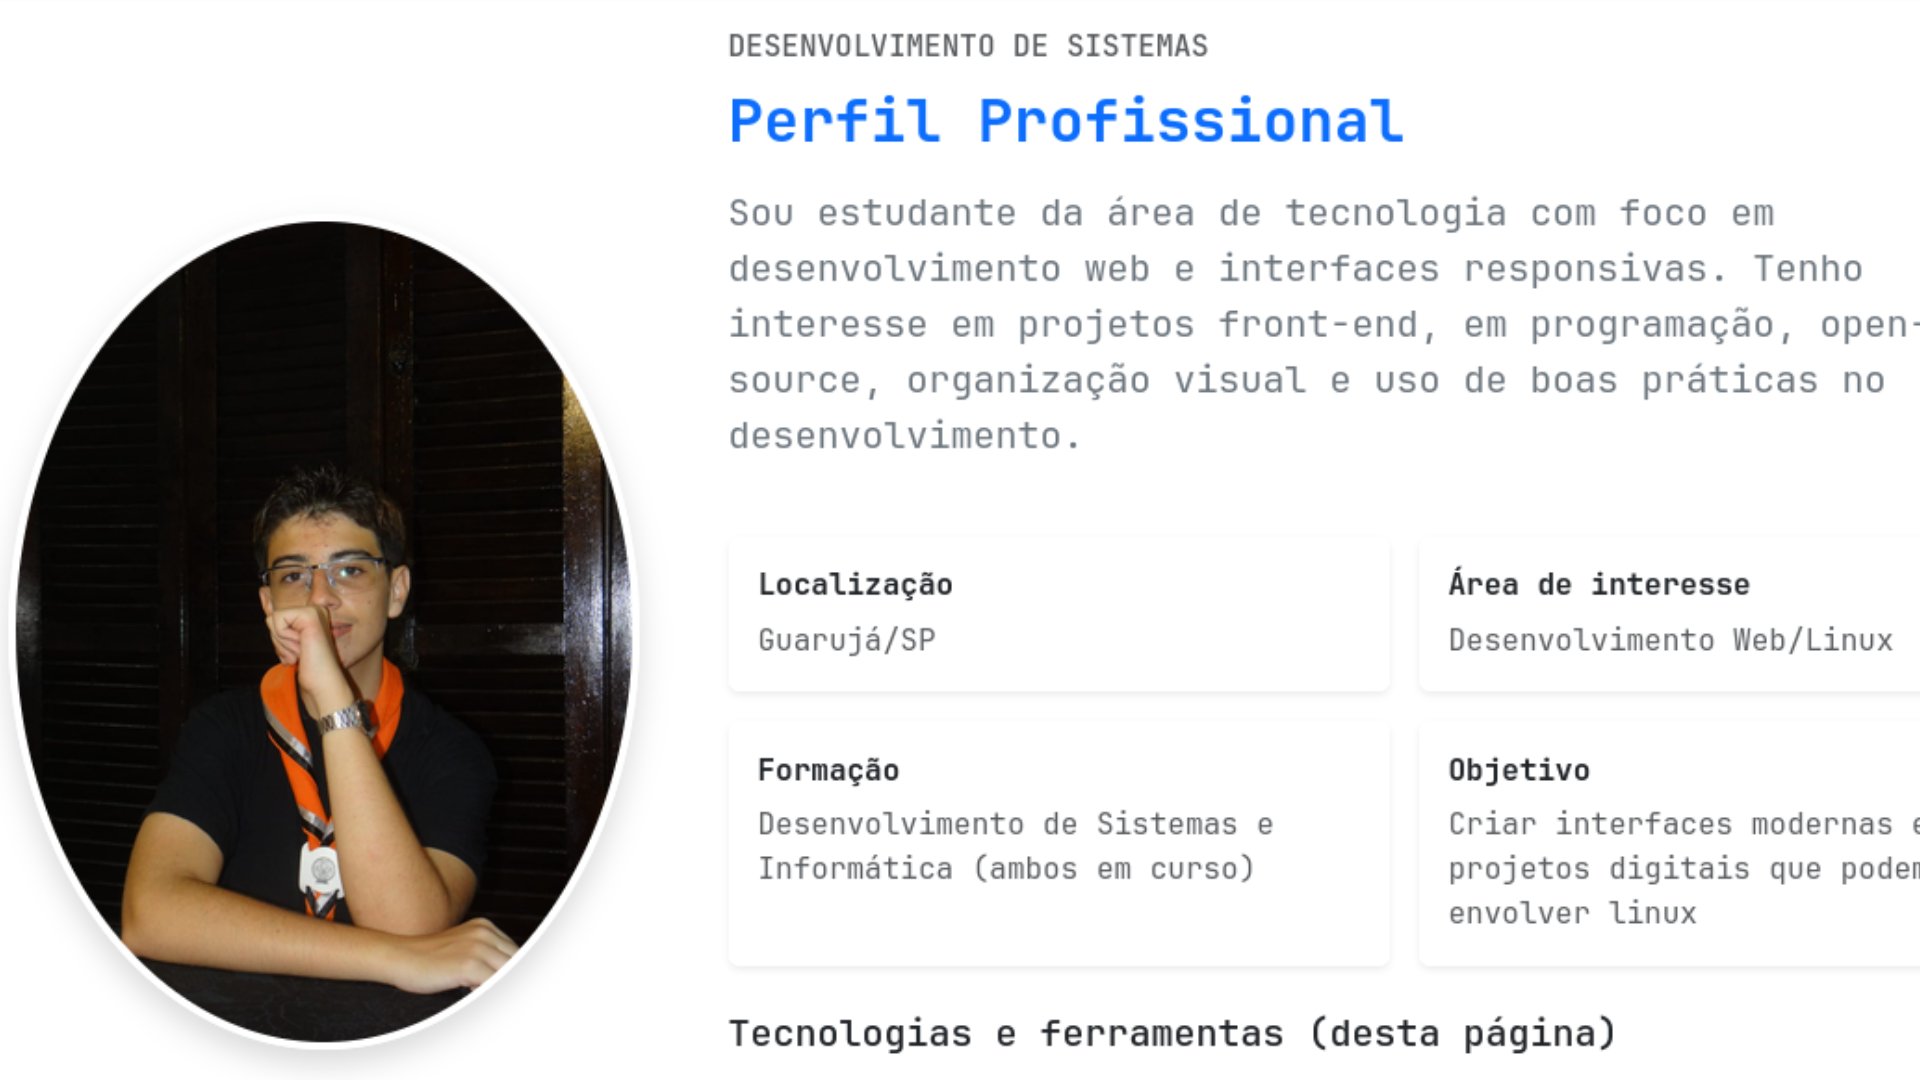 DESENVOLVIMENTO DE SISTEMAS
Perfil Profissional
Sou estudante da área de tecnologia com foco em
desenvolvimento web e interfaces responsivas. Tenho
interesse em projetos front-end, em programação, open-
source, organização visual e uso de boas práticas no
desenvolvimento.
Localização
Guarujá/SP
Área de interesse
Desenvolvimento Web/Linux
Formação
Desenvolvimento de Sistemas e
Informática (ambos em curso)
Objetivo
Criar interfaces modernas e
projetos digitais que podem
envolver linux
Tecnologias e ferramentas (desta página)